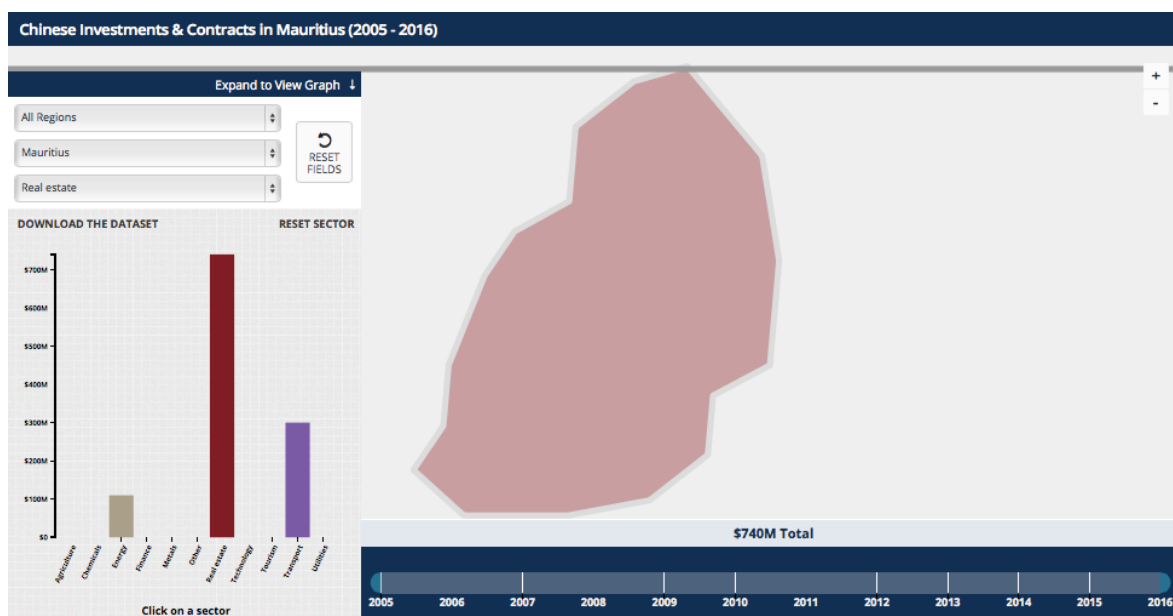 Chinese Investments & Contracts in Mauritius (2005 - 2016)
Expand to View Graph ↓
+
-
All Regions
Mauritius
Real estate
RESET
FIELDS
DOWNLOAD THE DATASET
RESET SECTOR
$700M
$600M
$500M
$400M
$300M
$200M
$100M
$0
Agriculture
Chemicals
Energy
Finance
Metals
Other
Real estate
Technology
Tourism
Transport
Utilities
Click on a sector
$740M Total
2005 2006 2007 2008 2009 2010 2011 2012 2013 2014 2015 2016